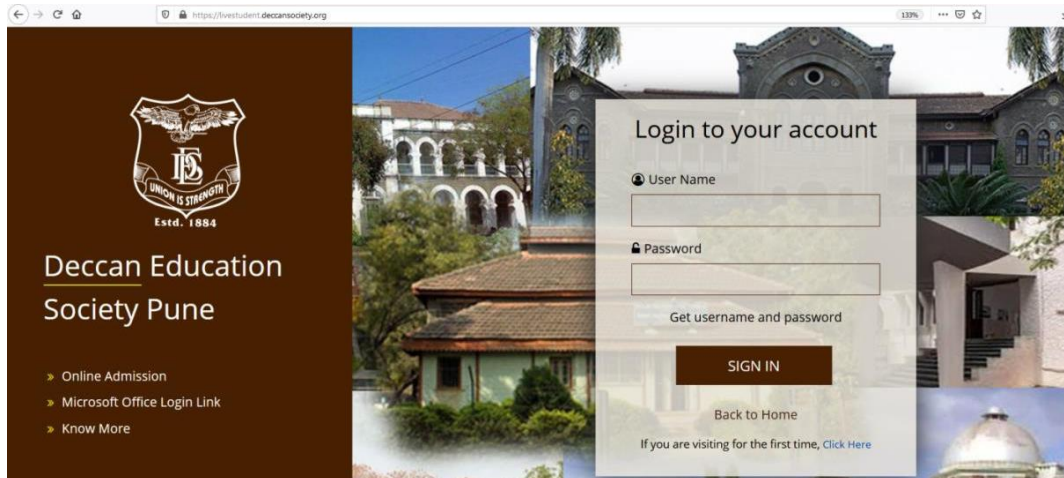 https://livestudent.deccansociety.org
133%
DES
UNION IS STRENGTH
Estd. 1884
Deccan Education
Society Pune
» Online Admission
» Microsoft Office Login Link
» Know More
Login to your account
User Name
Password
Get username and password
SIGN IN
Back to Home
If you are visiting for the first time, Click Here